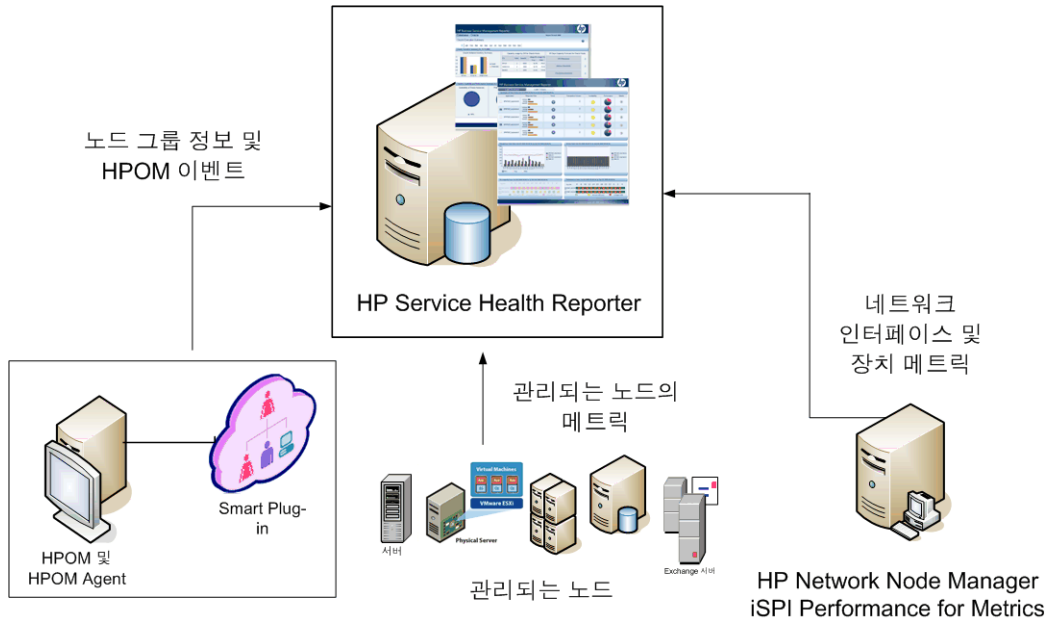 노드 그룹 정보 및
HPOM 이벤트
HP Service Health Reporter
네트워크
인터페이스 및
장치 메트릭
관리되는 노드의
메트릭
Smart Plug-
in
HPOM 및
HPOM Agent
Virtual Machines
VMware ESXi
Physical Server
서버
Exchange 서버
관리되는 노드
HP Network Node Manager
iSPI Performance for Metrics